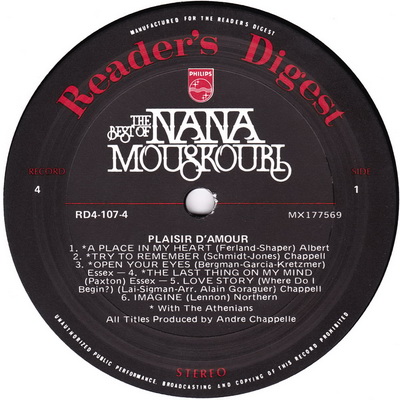 MANUFACTURED FOR THE READER'S DIGEST
Reader's Digest
PHILIPS
THE BEST OF NANA
MOUSKOURI
RECORD
4
SIDE
1
RD4-107-4
MX177569
PLAISIR D'AMOUR
1. *A PLACE IN MY HEART (Ferland-Shaper) Albert
2. *TRY TO REMEMBER (Schmidt-Jones) Chappell
3. *OPEN YOUR EYES (Bergman-Garcia-Kretzmer)
Essex — 4. *THE LAST THING ON MY MIND
(Paxton) Essex — 5. LOVE STORY (Where Do I
Begin?) (Lai-Sigman-Arr. Alain Goraguer) Chappell
6. IMAGINE (Lennon) Northern
* With The Athenians
All Titles Produced by Andre Chappelle
UNAUTHORIZED PUBLIC PERFORMANCE, BROADCASTING AND COPYING OF THIS RECORD PROHIBITED
STEREO